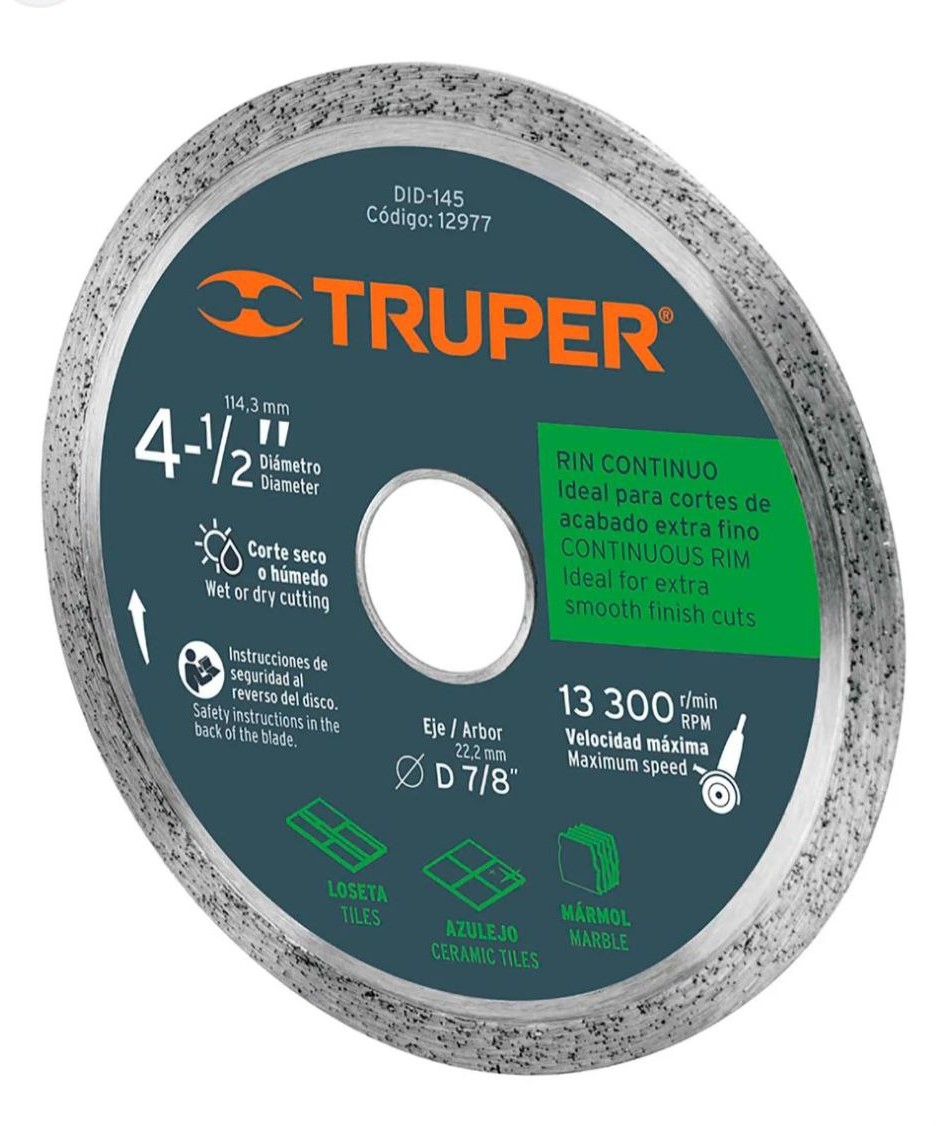 DID-145
Código: 12977
TRUPER®
114,3 mm
4-1/2"
Diámetro
Diameter
RIN CONTINUO
Ideal para cortes de
acabado extra fino
CONTINUOUS RIM
Ideal for extra
smooth finish cuts
Corte seco
o húmedo
Wet or dry cutting
Instrucciones de
seguridad al
reverso del disco.
Safety instructions in the
back of the blade.
Eje / Arbor
22,2 mm
Ø D 7/8"
13 300 r/min
RPM
Velocidad máxima
Maximum speed
LOSETA
TILES
AZULEJO
CERAMIC TILES
MÁRMOL
MARBLE